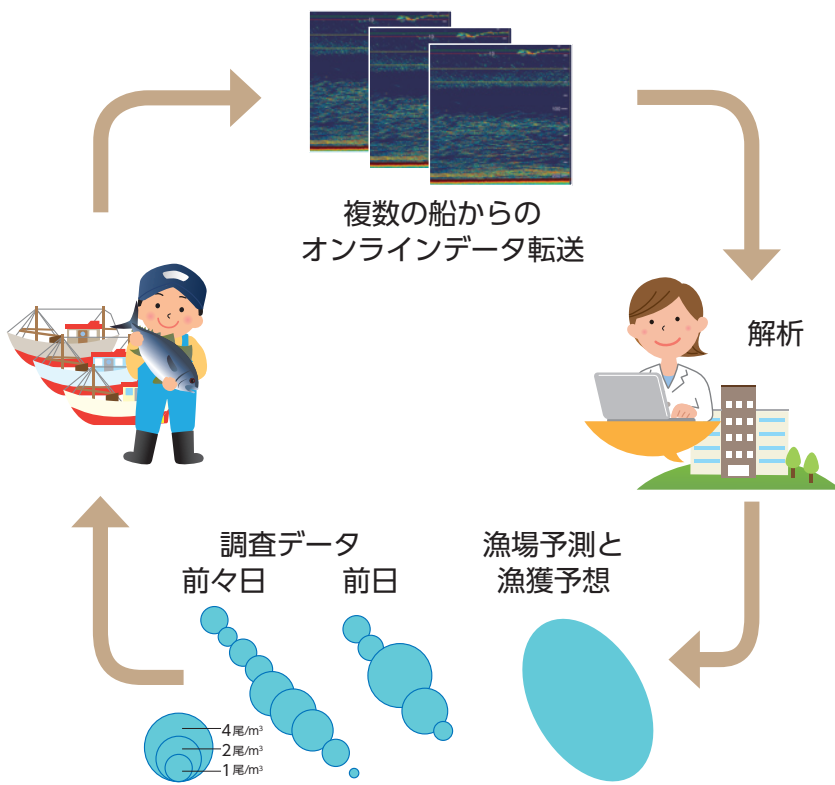 複数の船からの
オンラインデータ転送
解析
調査データ
前々日
前日
漁場予測と
漁獲予想
4尾/m³
2尾/m³
1尾/m³